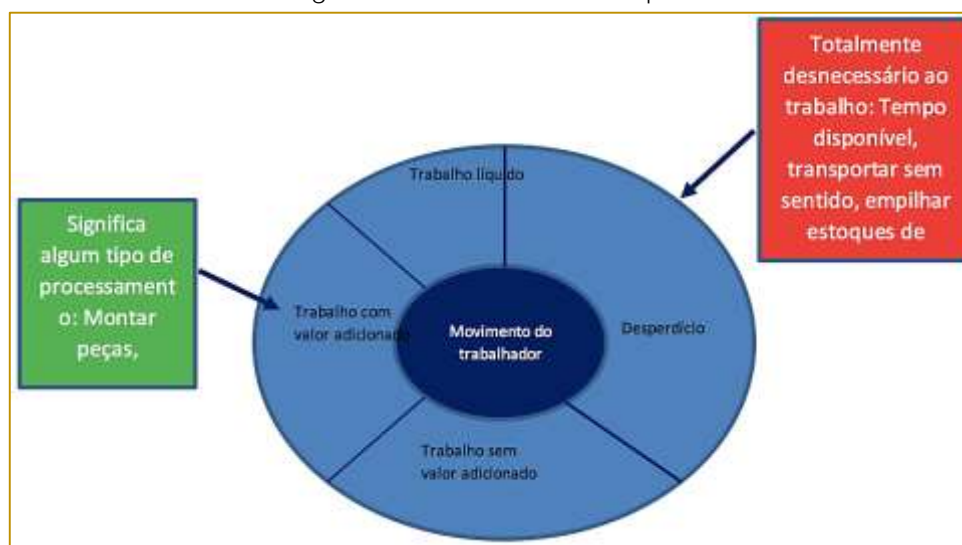 Totalmente
desnecessário ao
trabalho: Tempo
disponível,
transportar sem
sentido, empilhar
estoques de
Trabalho líquido
Significa
algum tipo de
processament
o: Montar
peças,
Trabalho com
valor adicionado
Movimento do
trabalhador
Desperdício
Trabalho sem
valor adicionado